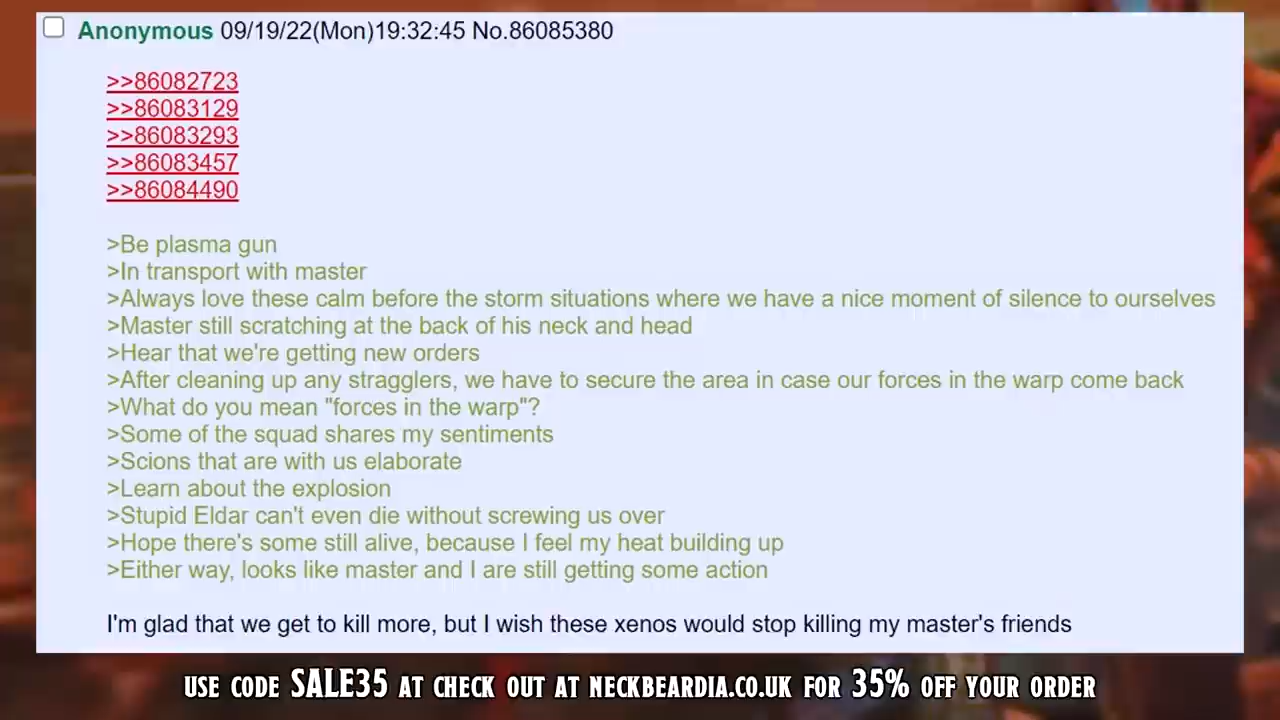 Anonymous 09/19/22(Mon)19:32:45 No.86085380
>>86082723
>>86083129
>>86083293
>>86083457
>>86084490
>Be plasma gun
>In transport with master
>Always love these calm before the storm situations where we have a nice moment of silence to ourselves
>Master still scratching at the back of his neck and head
>Hear that we're getting new orders
>After cleaning up any stragglers, we have to secure the area in case our forces in the warp come back
>What do you mean "forces in the warp"?
>Some of the squad shares my sentiments
>Scions that are with us elaborate
>Learn about the explosion
>Stupid Eldar can't even die without screwing us over
>Hope there's some still alive, because I feel my heat building up
>Either way, looks like master and I are still getting some action
I'm glad that we get to kill more, but I wish these xenos would stop killing my master's friends
USE CODE SALE35 AT CHECK OUT AT NECKBEARDIA.CO.UK FOR 35% OFF YOUR ORDER